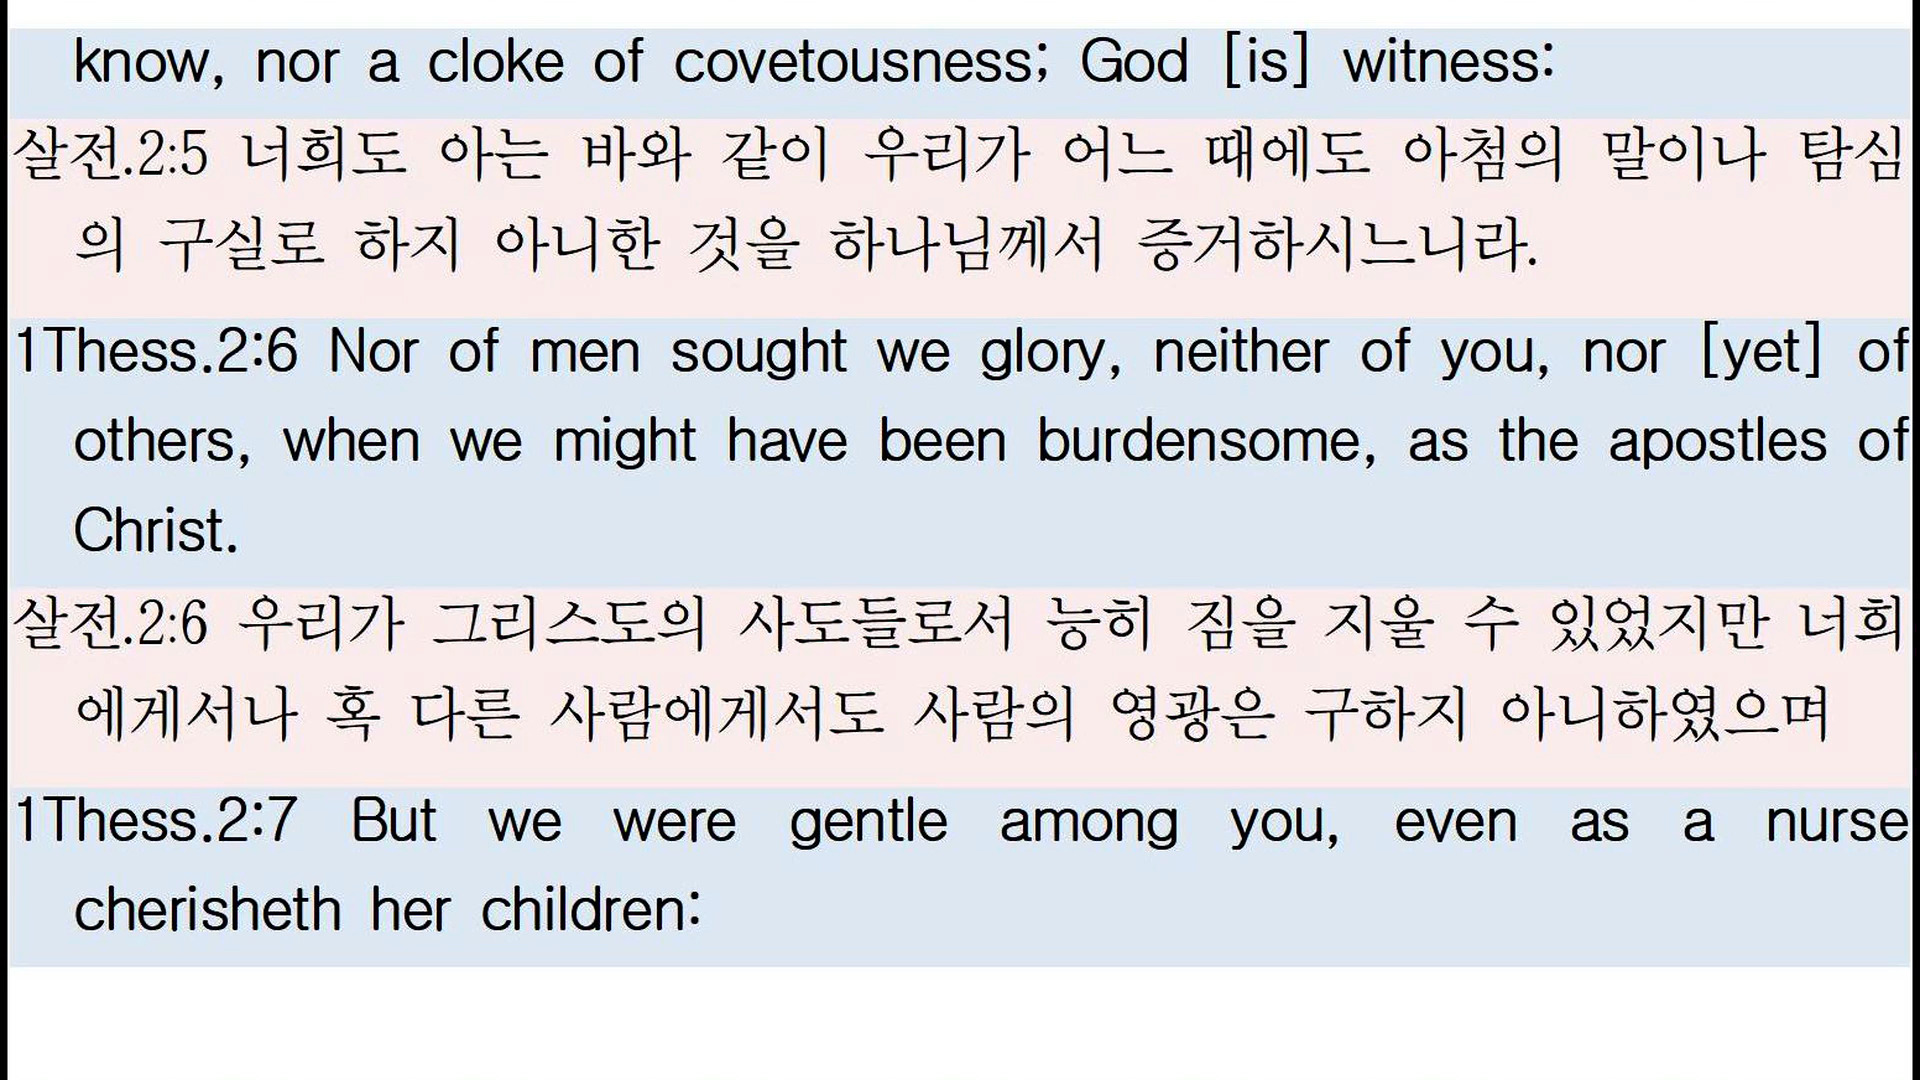 know, nor a cloke of covetousness; God [is] witness:
살전.2:5 너희도 아는 바와 같이 우리가 어느 때에도 아첨의 말이나 탐심
의 구실로 하지 아니한 것을 하나님께서 증거하시느니라.
1Thess.2:6 Nor of men sought we glory, neither of you, nor [yet] of
others, when we might have been burdensome, as the apostles of
Christ.
살전.2:6 우리가 그리스도의 사도들로서 능히 짐을 지울 수 있었지만 너희
에게서나 혹 다른 사람에게서도 사람의 영광은 구하지 아니하였으며
1Thess.2:7 But we were gentle among you, even as a nurse
cherisheth her children: